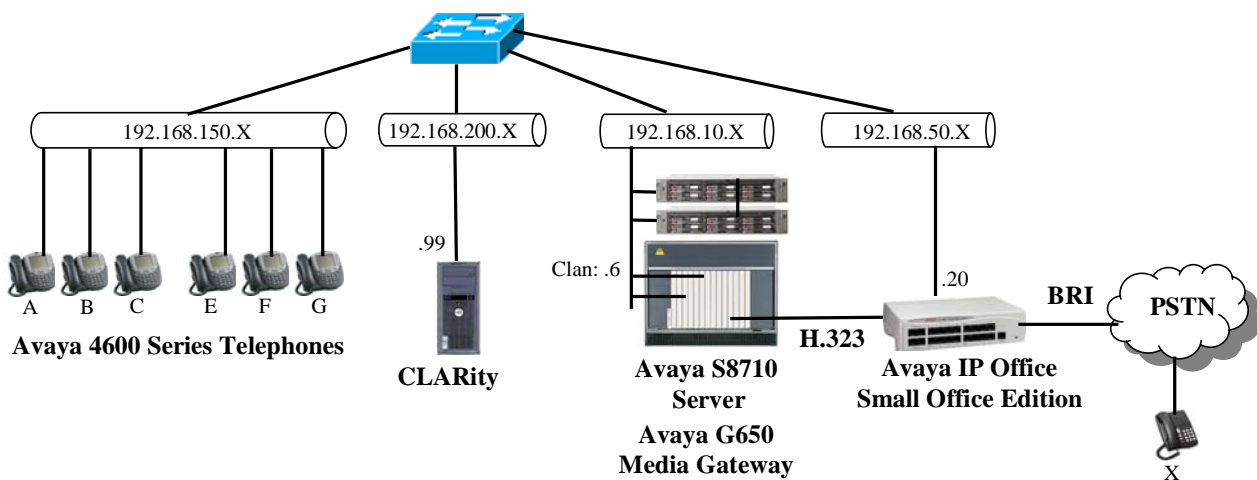 192.168.150.X
192.168.200.X
192.168.10.X
192.168.50.X
.99
Clan: .6
.20
BRI
PSTN
H.323
A
B
C
E
F
G
X
Avaya 4600 Series Telephones
CLARity
Avaya S8710
Server
Avaya G650
Media Gateway
Avaya IP Office
Small Office Edition